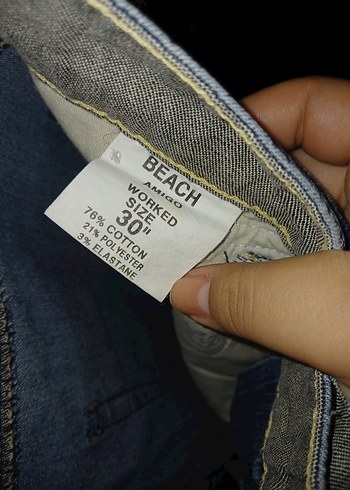 BEACH
AMIGO
WORKED
SIZE
30"
76% COTTON
21% POLYESTER
3% ELASTANE